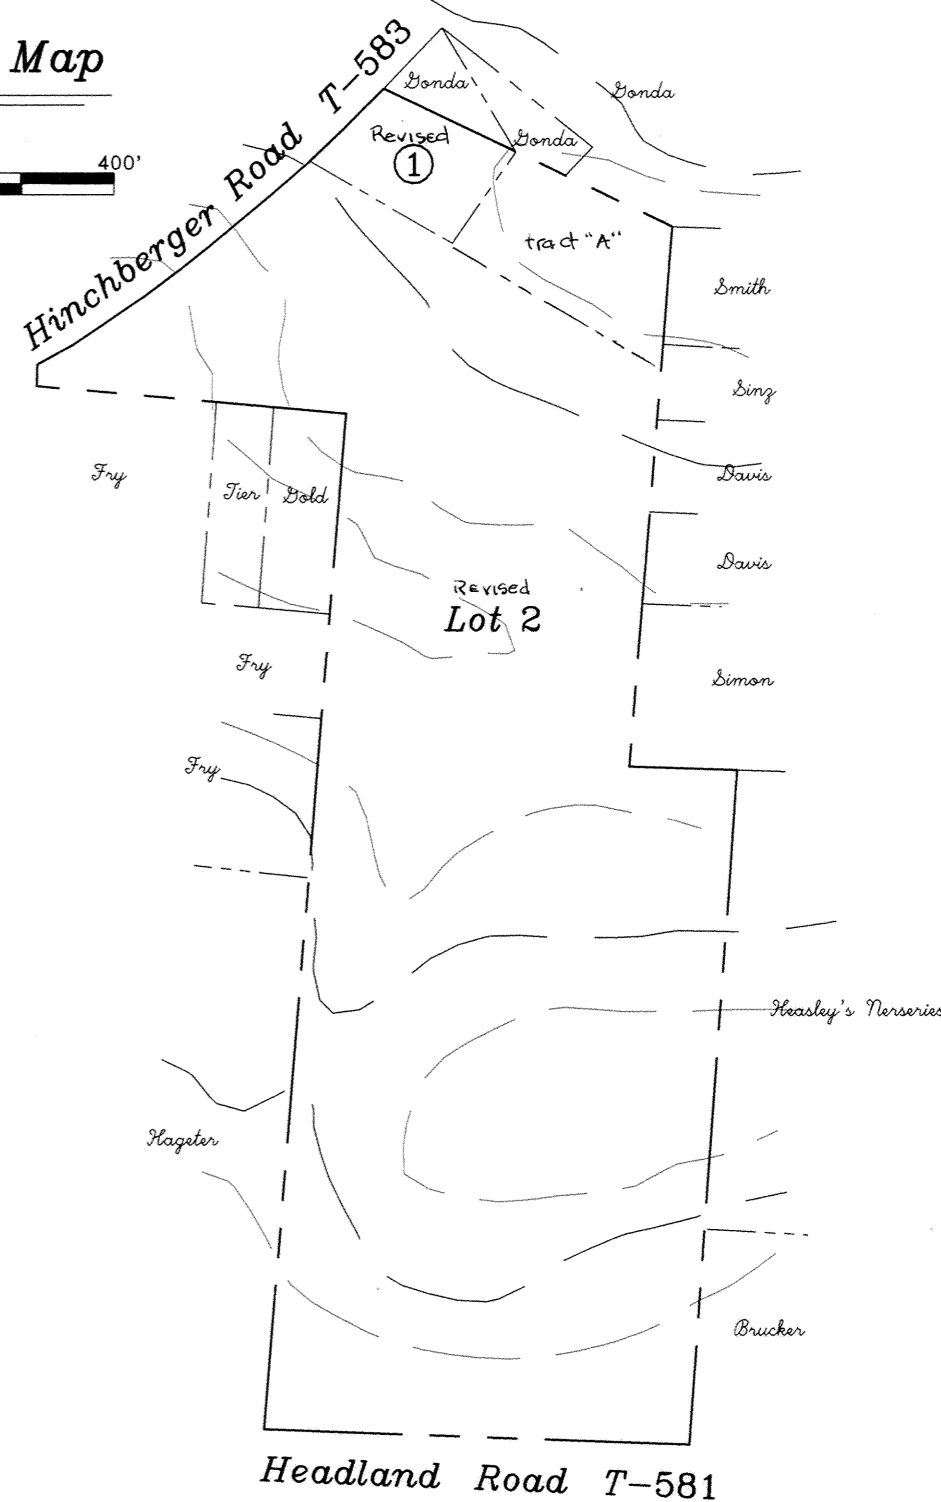 Map
400'
Hinchberger Road T-583
Gonda
Gonda
Gonda
Revised
1
tract "A"
Smith
Sinz
Davis
Fry
Tier
Gold
Davis
Revised
Lot 2
Fry
Simon
Fry
Heasley's Nerseries
Hageter
Brucker
Headland Road T-581